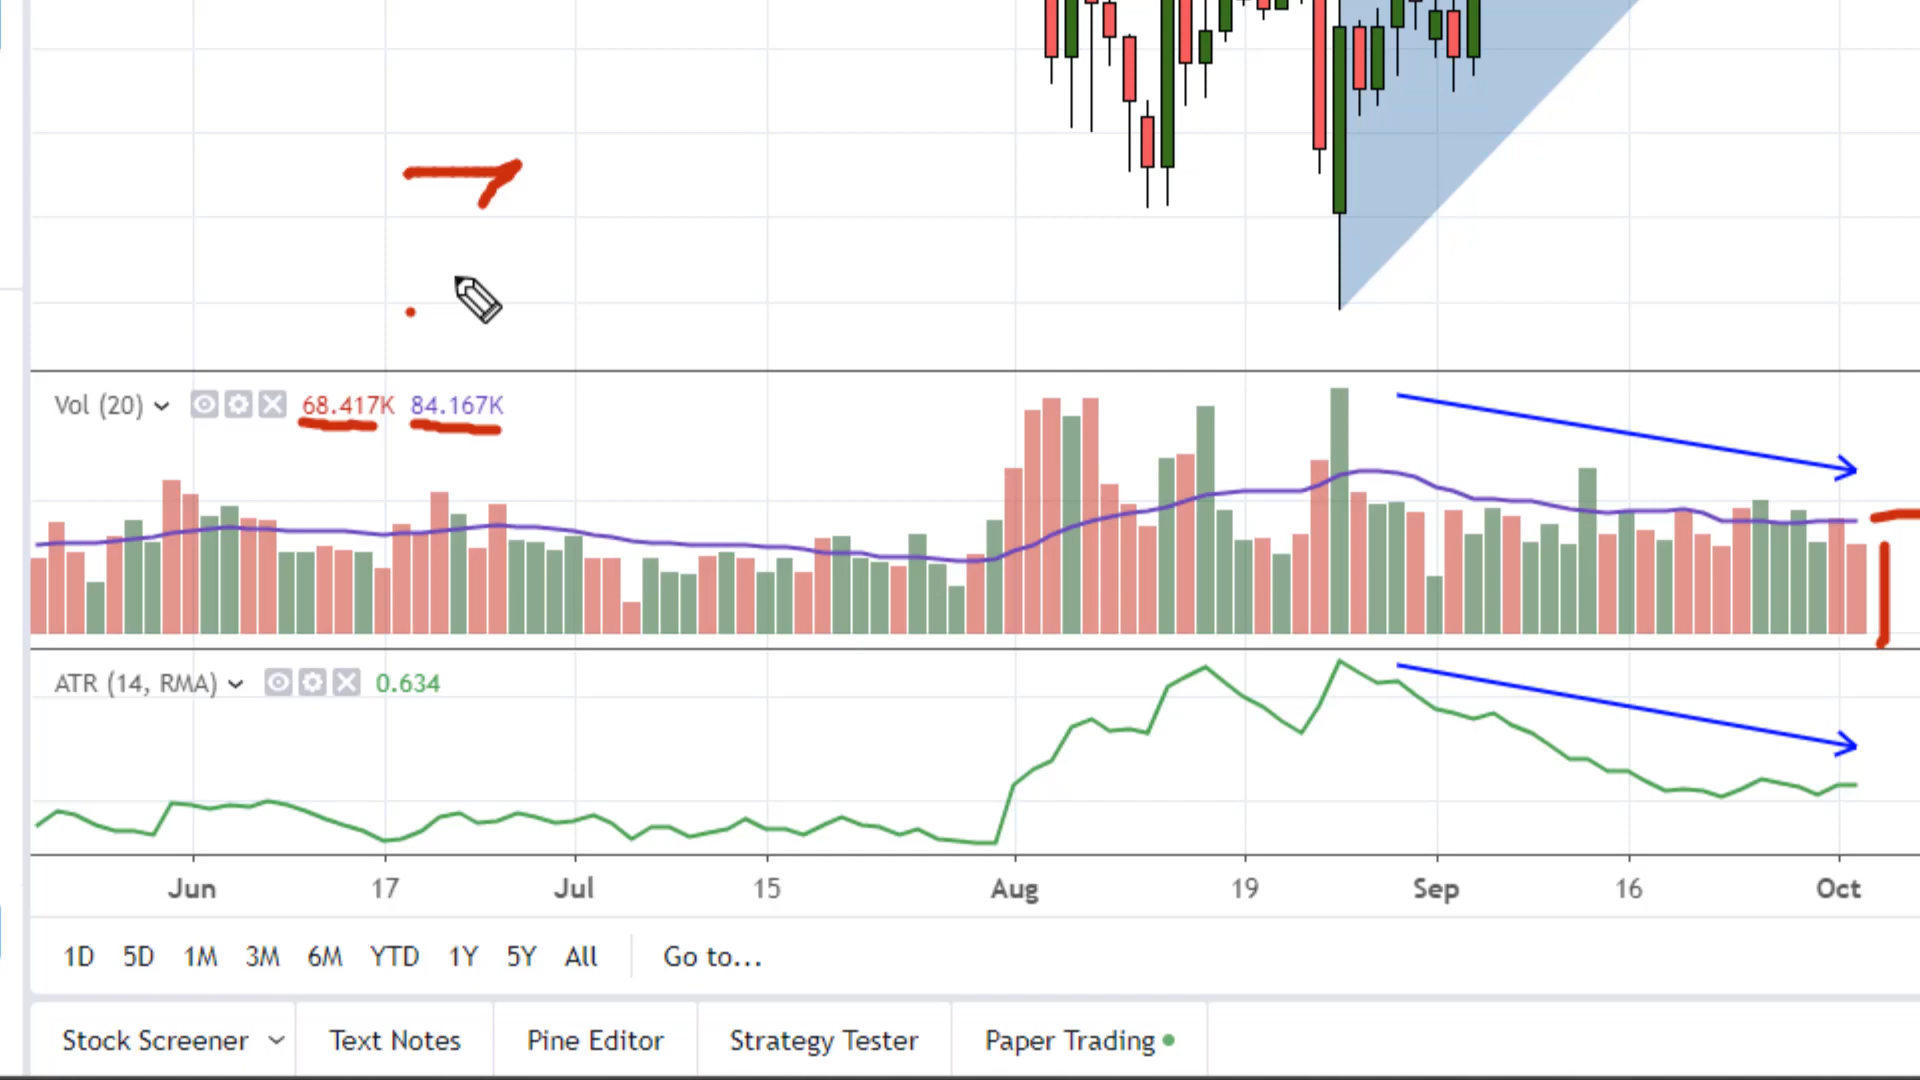 Vol (20) 68.417K 84.167K
ATR (14, RMA) 0.634
Jun 17 Jul 15 Aug 19 Sep 16 Oct
1D 5D 1M 3M 6M YTD 1Y 5Y All Go to...
Stock Screener Text Notes Pine Editor Strategy Tester Paper Trading